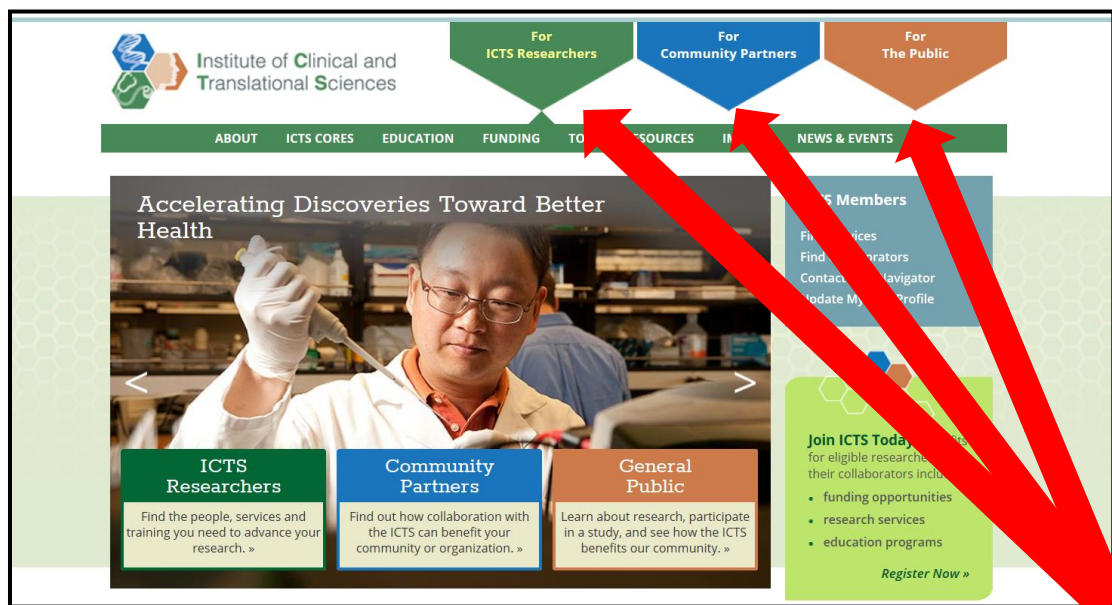 For
ICTS Researchers
For
Community Partners
For
The Public
Institute of Clinical and
Translational Sciences
ABOUT ICTS CORES EDUCATION FUNDING NEWS & EVENTS
Accelerating Discoveries Toward Better
Health
Members
Find
Find
Contact
Profile
<
>
ICTS
Researchers
Find the people, services and
training you need to advance your
research. »
Community
Partners
Find out how collaboration with
the ICTS can benefit your
community or organization. »
General
Public
Learn about research, participate
in a study, and see how the ICTS
benefits our community. »
Join ICTS Today
for eligible
their collaborators
• funding opportunities
• research services
• education programs
Register Now »